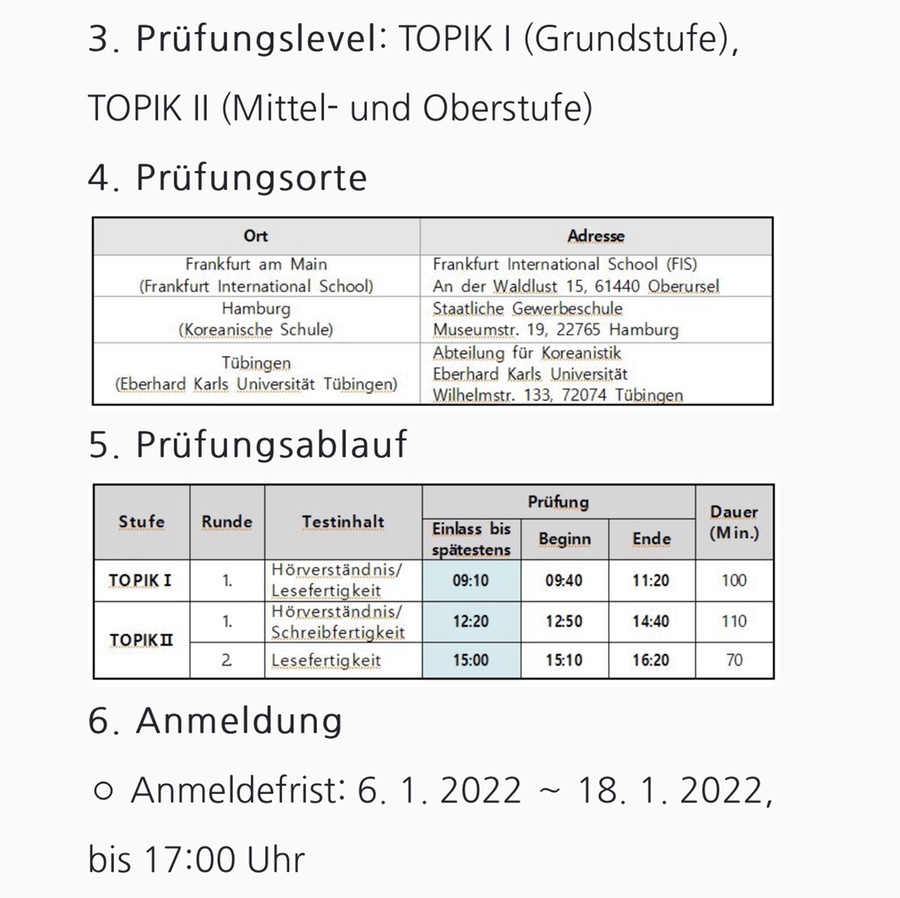 3. Prüfungslevel: TOPIK I (Grundstufe),
TOPIK II (Mittel- und Oberstufe)
4. Prüfungsorte
Ort Adresse
Frankfurt am Main
(Frankfurt International School)
Frankfurt International School (FIS)
An der Waldlust 15, 61440 Oberursel
Hamburg
(Koreanische Schule)
Staatliche Gewerbeschule
Museumstr. 19, 22765 Hamburg
Tübingen
(Eberhard Karls Universität Tübingen)
Abteilung für Koreanistik
Eberhard Karls Universität
Wilhelmstr. 133, 72074 Tübingen
5. Prüfungsablauf
Stufe Runde Testinhalt Prüfung Dauer
(Min.)
Einlass bis
spätestens
Beginn Ende
TOPIK I 1. Hörverständnis/
Lesefertigkeit
09:10 09:40 11:20 100
TOPIK II 1. Hörverständnis/
Schreibfertigkeit
12:20 12:50 14:40 110
2. Lesefertigkeit 15:00 15:10 16:20 70
6. Anmeldung
○ Anmeldefrist: 6. 1. 2022 ~ 18. 1. 2022,
bis 17:00 Uhr